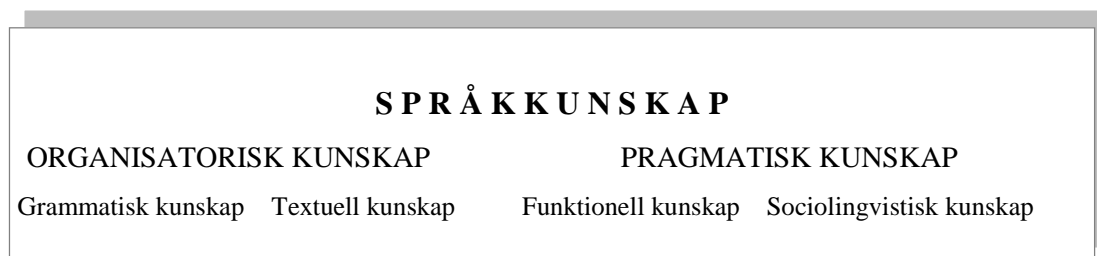 S P R Å K K U N S K A P
ORGANISATORISK KUNSKAP PRAGMATISK KUNSKAP
Grammatisk kunskap Textuell kunskap Funktionell kunskap Sociolingvistisk kunskap